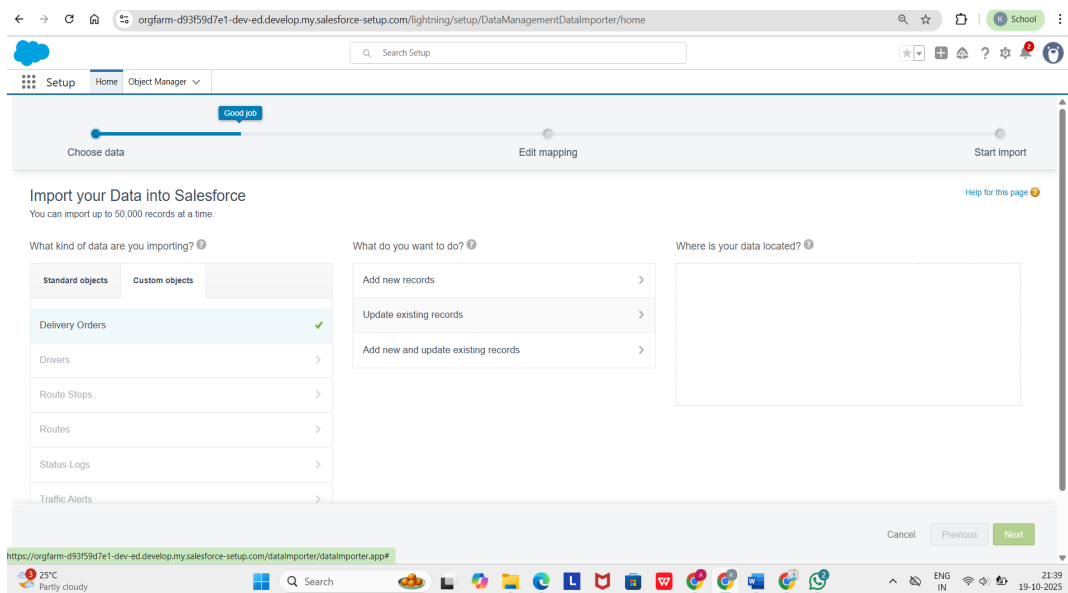 orgfarm-d93f59d7e1-dev-ed.develop.my.salesforce-setup.com/lightning/setup/DataManagementDataImporter/home
K School
Search Setup
2
Setup Home Object Manager
Good job
Choose data Edit mapping Start import
Import your Data into Salesforce
Help for this page
You can import up to 50,000 records at a time.
What kind of data are you importing? What do you want to do? Where is your data located?
Standard objects Custom objects
Add new records
Delivery Orders
Update existing records
Drivers
Add new and update existing records
Route Stops
Routes
Status Logs
Traffic Alerts
Cancel Previous Next
https://orgfarm-d93f59d7e1-dev-ed.develop.my.salesforce-setup.com/dataImporter/dataImporter.app#
3
25°C
Partly cloudy
Search
L
W
A
K
2
ENG
IN
21:39
19-10-2025